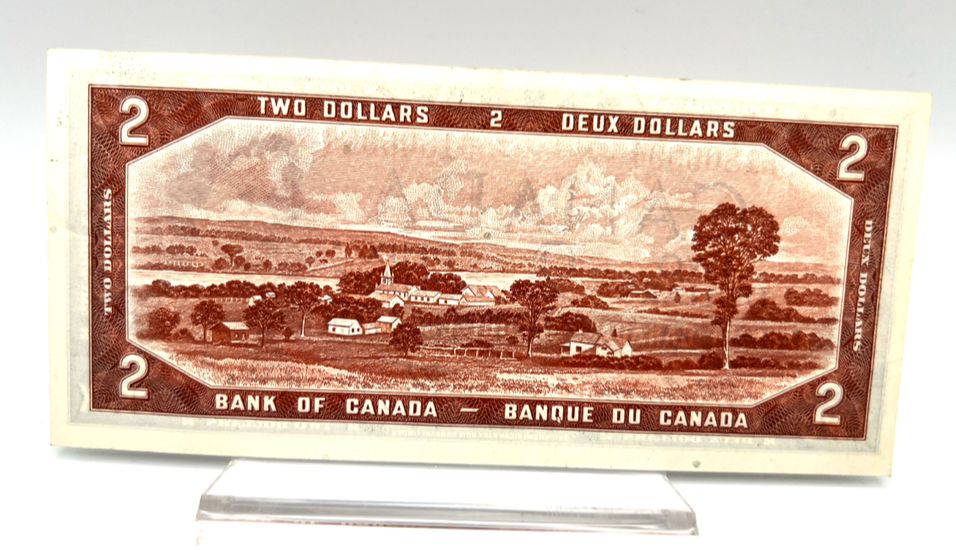 TWO DOLLARS 2 DEUX DOLLARS
2 2
TWO DOLLARS
DEUX DOLLARS
2 2
BANK OF CANADA — BANQUE DU CANADA